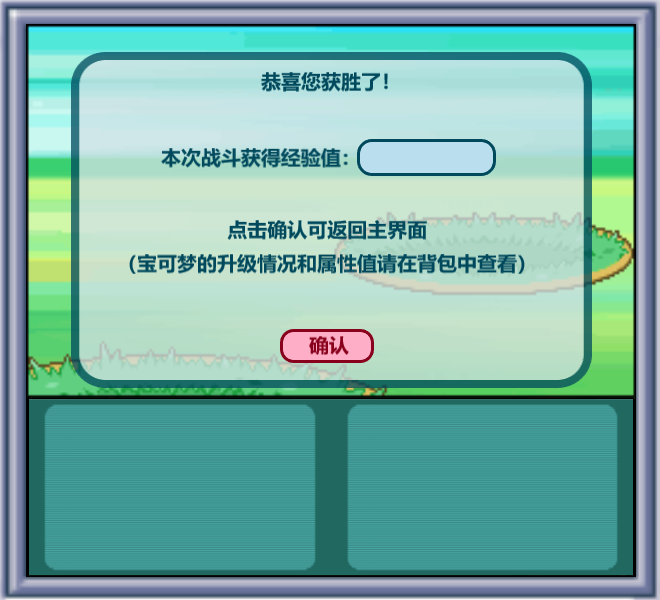 恭喜您获胜了！
本次战斗获得经验值：
点击确认可返回主界面
（宝可梦的升级情况和属性值请在背包中查看）
确认